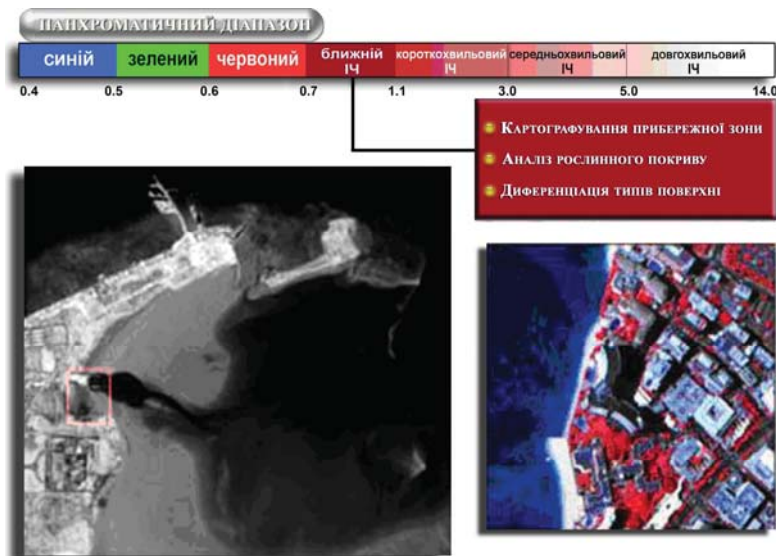 ПАНХРОМАТИЧНИЙ ДІАПАЗОН
синій зелений червоний ближній ІЧ короткохвильовий ІЧ середньохвильовий ІЧ довгохвильовий ІЧ
0.4 0.5 0.6 0.7 1.1 3.0 5.0 14.0
КАРТОГРАФУВАННЯ ПРИБЕРЕЖНОЇ ЗОНИ
АНАЛІЗ РОСЛИННОГО ПОКРИВУ
ДИФЕРЕНЦІАЦІЯ ТИПІВ ПОВЕРХНІ